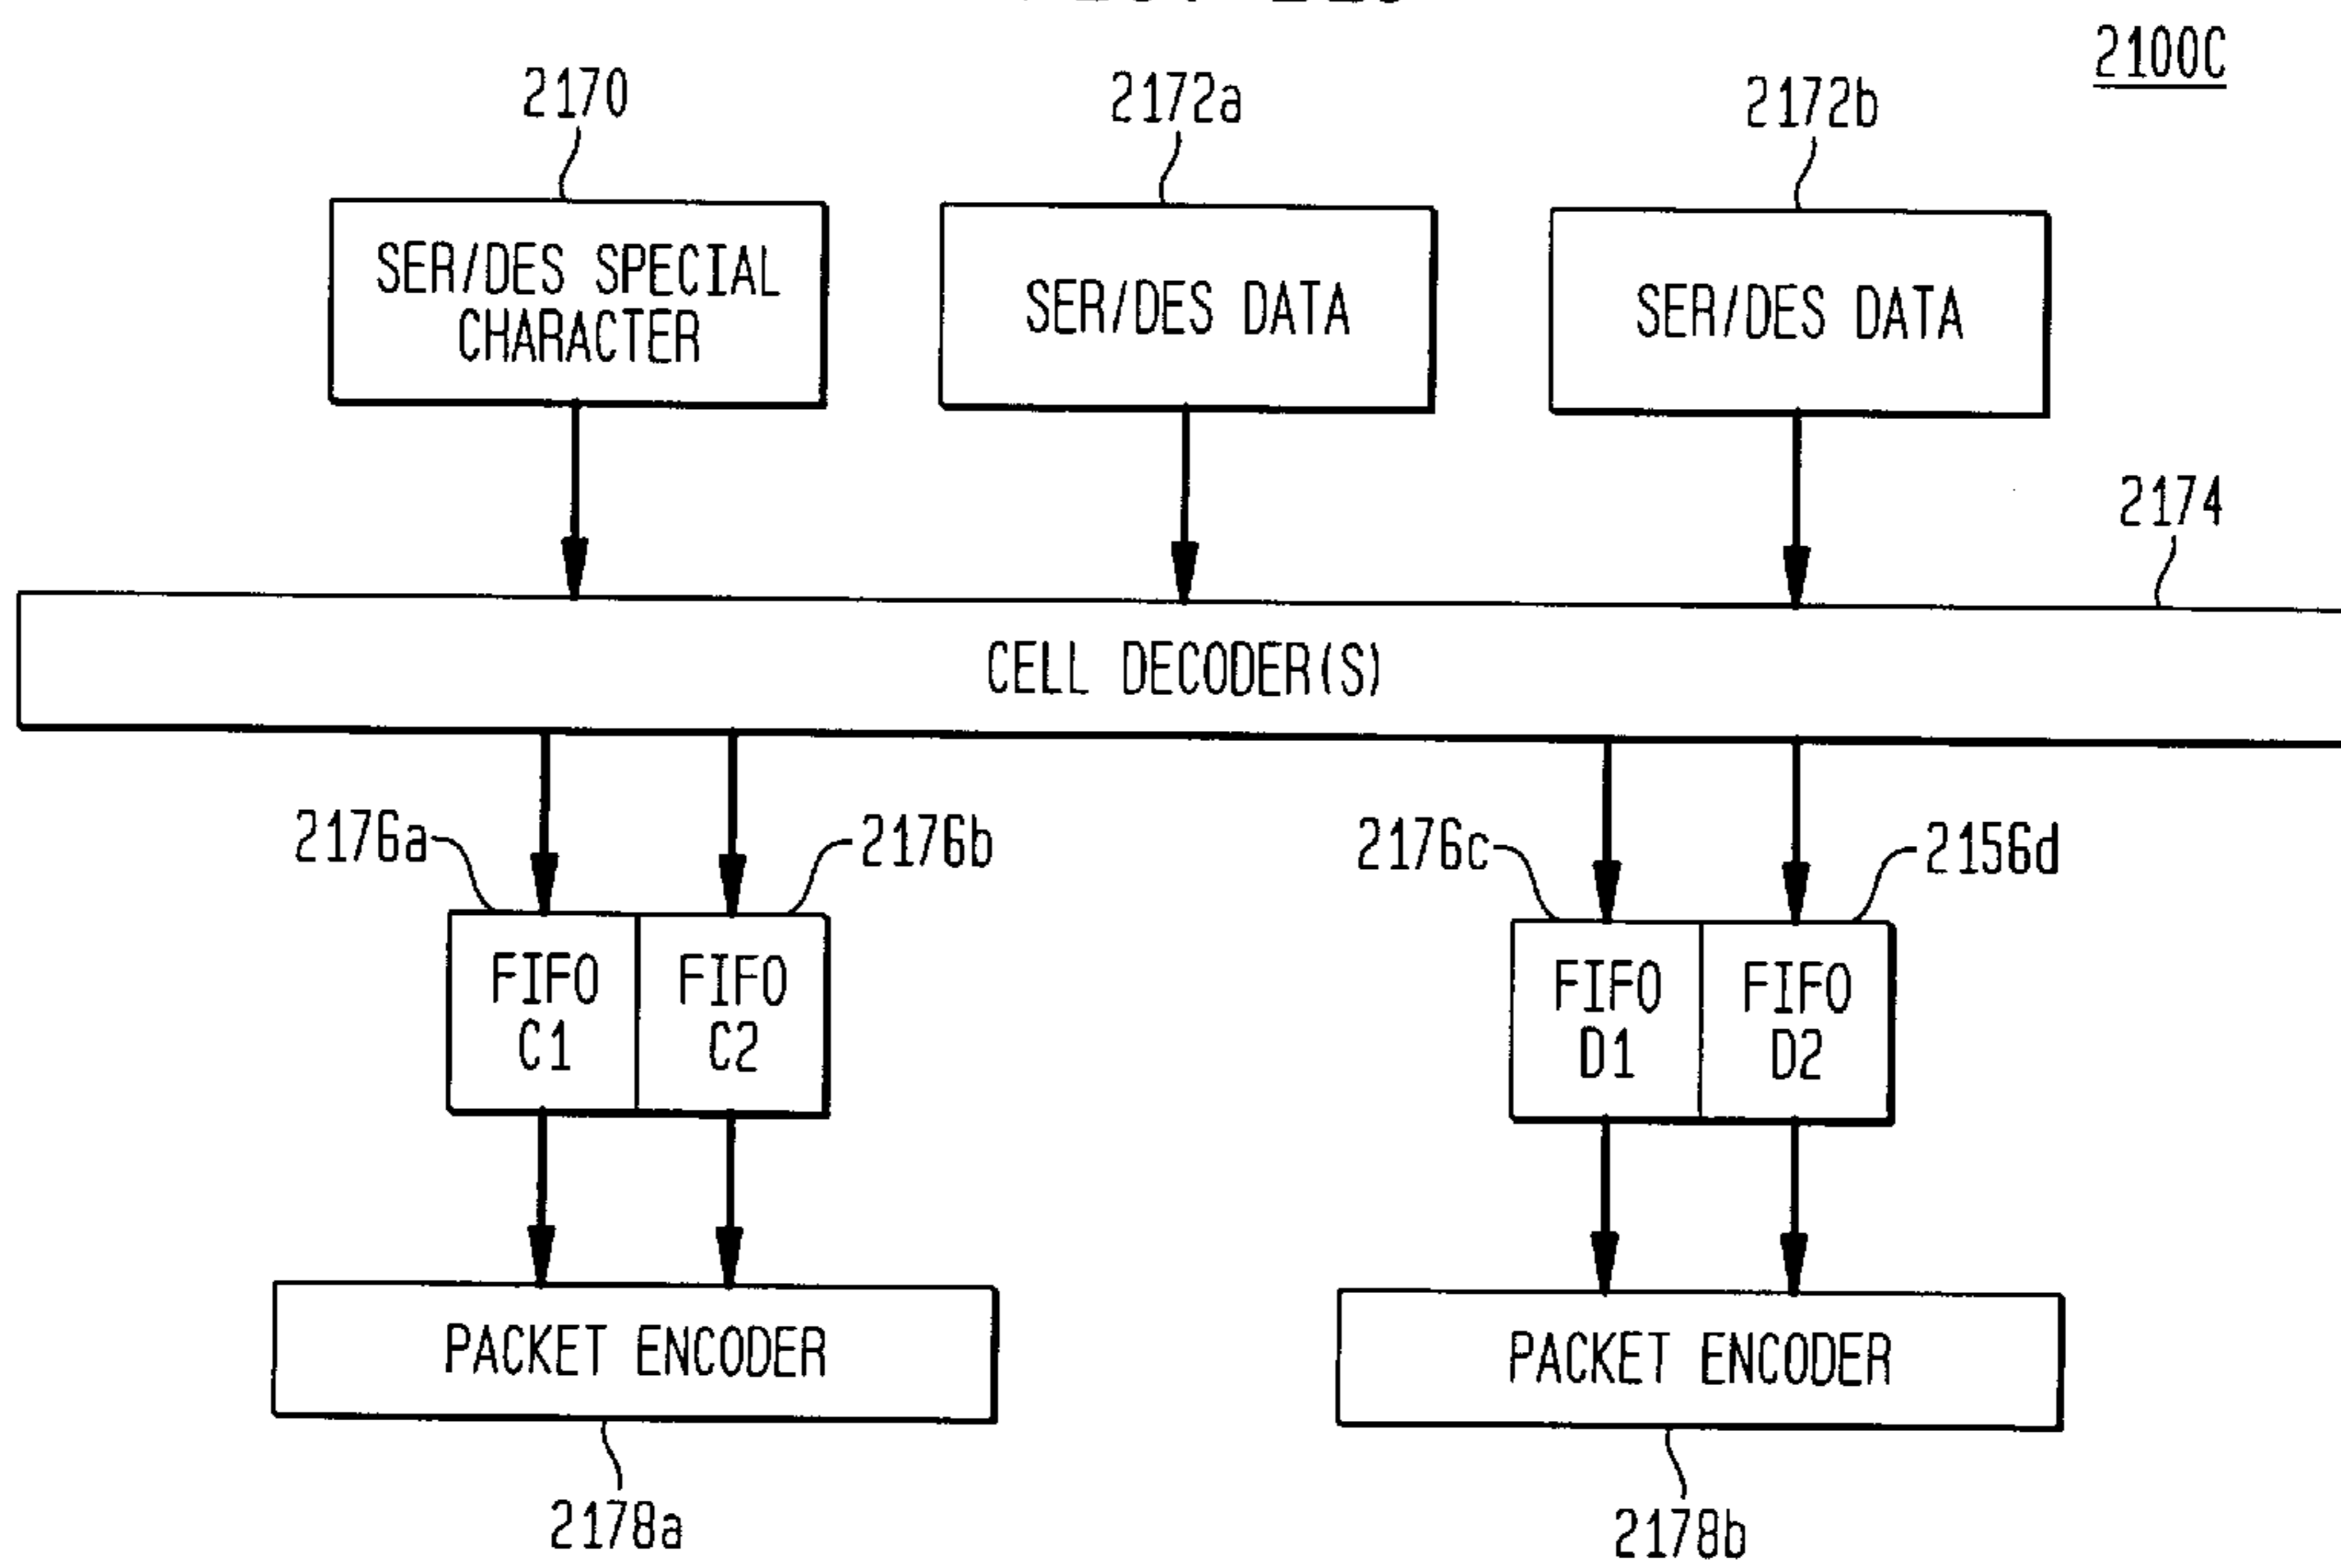 2100C
2170
2172a
2172b
SER/DES SPECIAL
CHARACTER
SER/DES DATA
SER/DES DATA
2174
CELL DECODER(S)
2176a
2176b
2176c
2156d
FIFO
C1
FIFO
C2
FIFO
D1
FIFO
D2
PACKET ENCODER
PACKET ENCODER
2178a
2178b